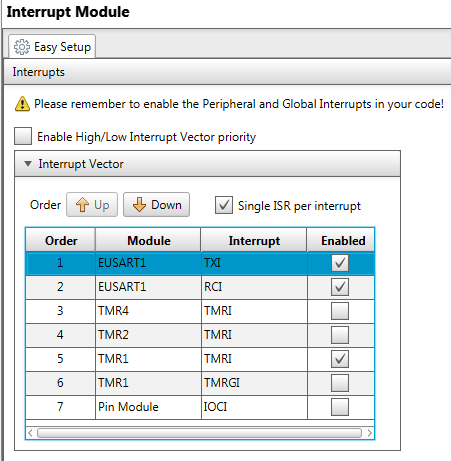 Interrupt Module
Easy Setup
Interrupts
Please remember to enable the Peripheral and Global Interrupts in your code!
Enable High/Low Interrupt Vector priority
Interrupt Vector
Order Up Down Single ISR per interrupt
Order Module Interrupt Enabled
1 EUSART1 TXI
2 EUSART1 RCI
3 TMR4 TMRI
4 TMR2 TMRI
5 TMR1 TMRI
6 TMR1 TMRGI
7 Pin Module IOCI